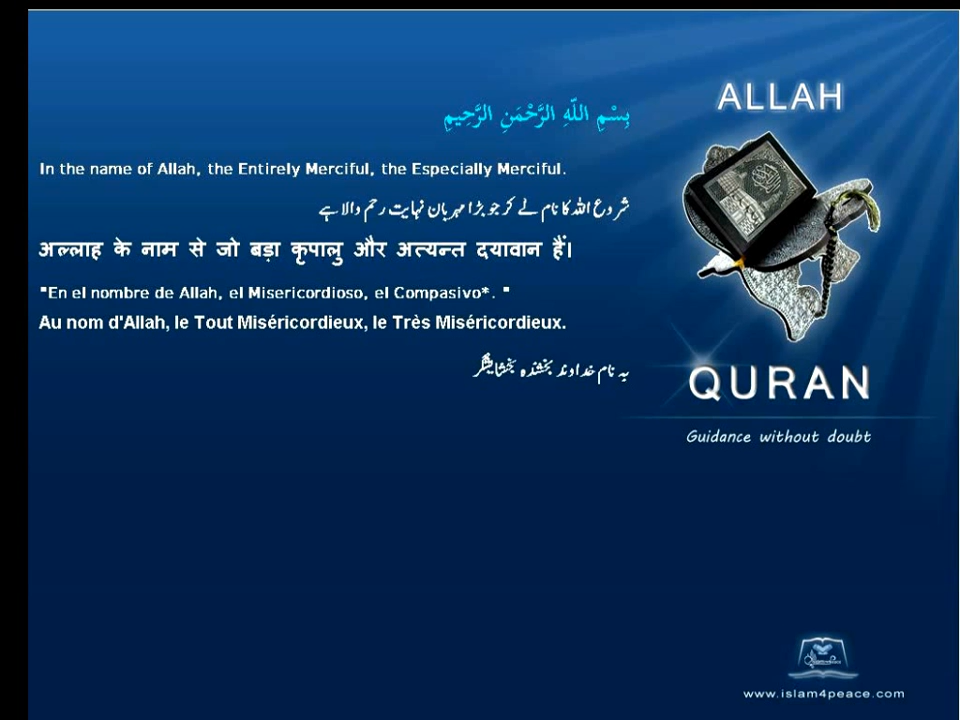 بِسْمِ اللّهِ الرَّحْمَنِ الرَّحِيمِ
In the name of Allah, the Entirely Merciful, the Especially Merciful.
شروع الله کا نام لے کر جو بڑا مہربان نہایت رحم والا ہے
अल्लाह के नाम से जो बड़ा कृपालु और अत्यन्त दयावान हैं।
"En el nombre de Allah, el Misericordioso, el Compasivo*. "
Au nom d'Allah, le Tout Miséricordieux, le Très Miséricordieux.
به نام خداوند بخشنده بخشایشگر
ALLAH
QURAN
Guidance without doubt
www.islam4peace.com